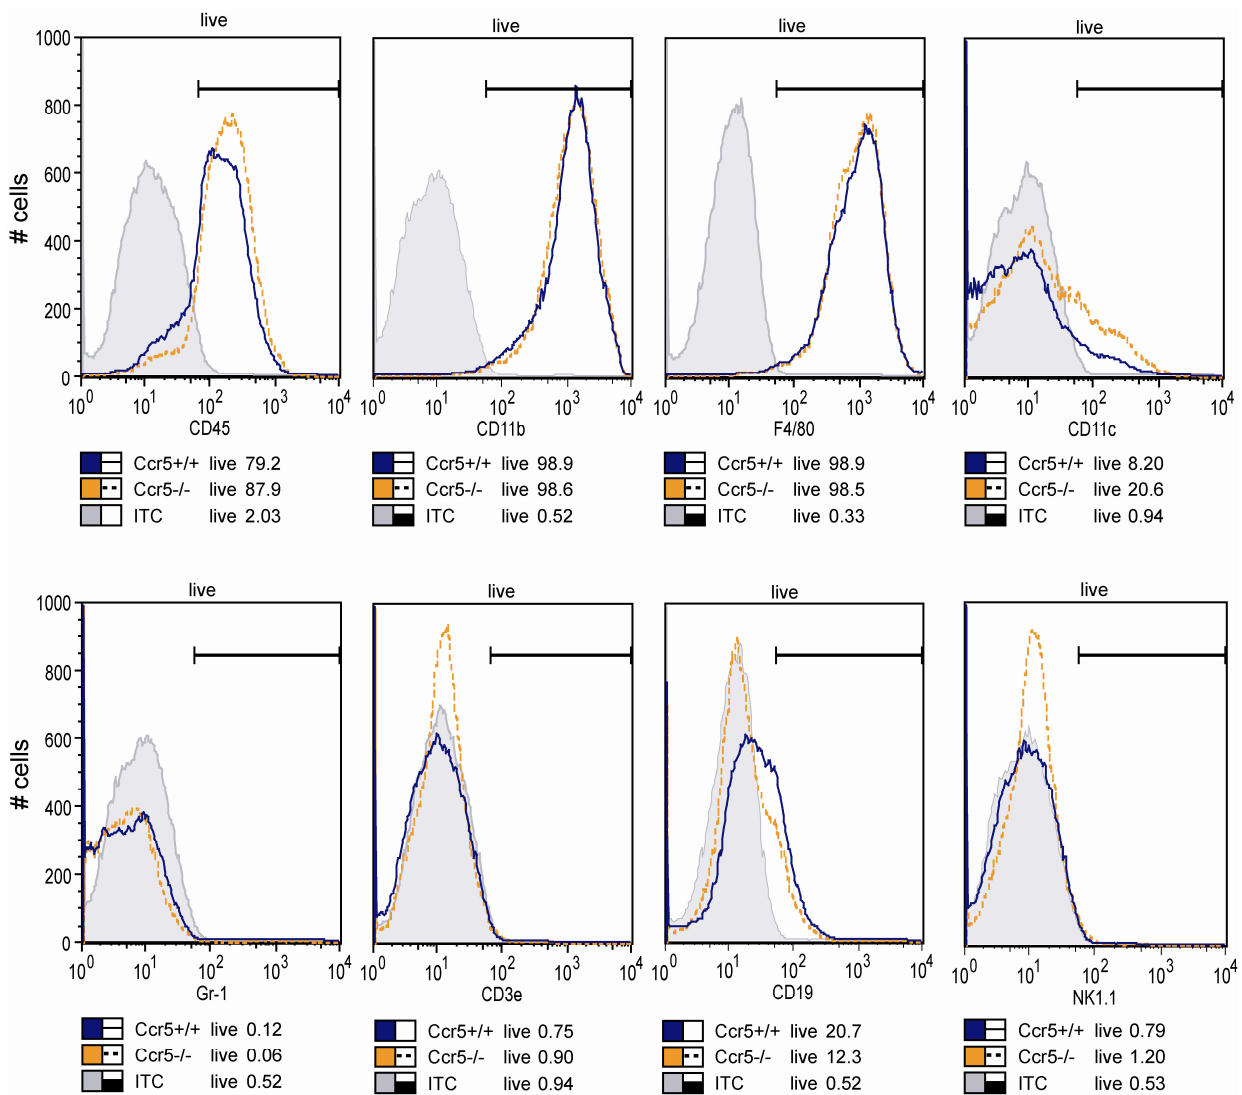 live live live live
1000
800
600
400
200
0
# cells
10^0 10^1 10^2 10^3 10^4 10^0 10^1 10^2 10^3 10^4 10^0 10^1 10^2 10^3 10^4 10^0 10^1 10^2 10^3 10^4
CD45 CD11b F4/80 CD11c
Ccr5+/+ live 79.2 Ccr5+/+ live 98.9 Ccr5+/+ live 98.9 Ccr5+/+ live 8.20
Ccr5-/- live 87.9 Ccr5-/- live 98.6 Ccr5-/- live 98.5 Ccr5-/- live 20.6
ITC live 2.03 ITC live 0.52 ITC live 0.33 ITC live 0.94
live live live live
1000
800
600
400
200
0
# cells
10^0 10^1 10^2 10^3 10^4 10^0 10^1 10^2 10^3 10^4 10^0 10^1 10^2 10^3 10^4 10^0 10^1 10^2 10^3 10^4
Gr-1 CD3e CD19 NK1.1
Ccr5+/+ live 0.12 Ccr5+/+ live 0.75 Ccr5+/+ live 20.7 Ccr5+/+ live 0.79
Ccr5-/- live 0.06 Ccr5-/- live 0.90 Ccr5-/- live 12.3 Ccr5-/- live 1.20
ITC live 0.52 ITC live 0.94 ITC live 0.52 ITC live 0.53